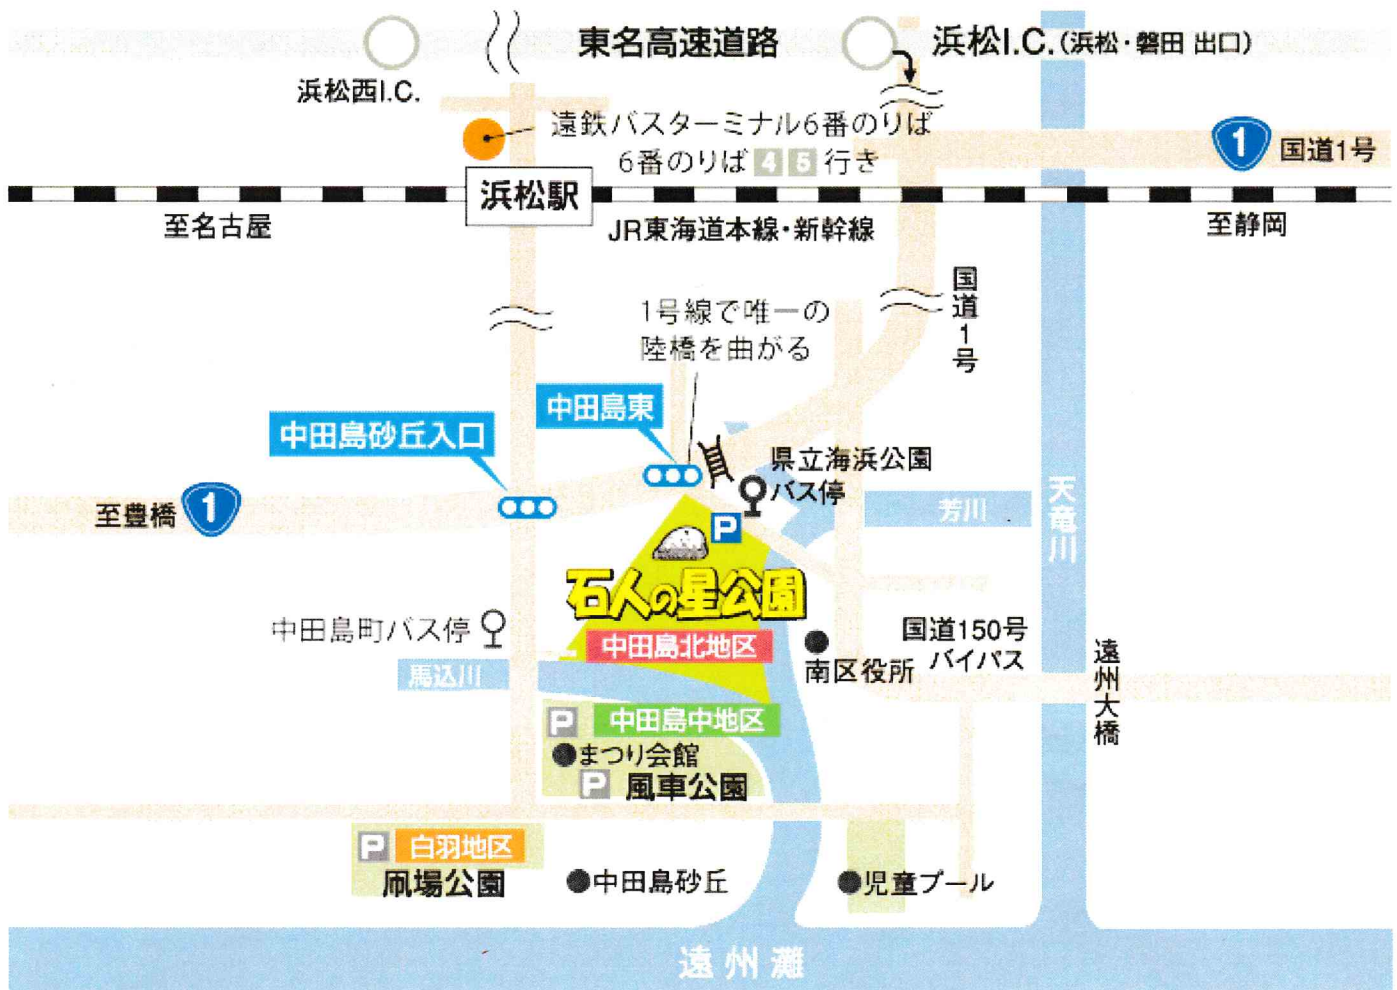 東名高速道路
浜松I.C.(浜松・磐田 出口)
浜松西I.C.
遠鉄バスターミナル6番のりば
6番のりば 4 5 行き
1
国道1号
浜松駅
至名古屋
JR東海道本線・新幹線
至静岡
国道1号
1号線で唯一の
陸橋を曲がる
中田島東
中田島砂丘入口
県立海浜公園
バス停
至豊橋
1
芳川
天竜川
P
石人の星公園
中田島町バス停
中田島北地区
南区役所
国道150号
バイパス
遠州大橋
馬込川
P
中田島中地区
まつり会館
P
風車公園
P
白羽地区
凧場公園
中田島砂丘
児童プール
遠州灘